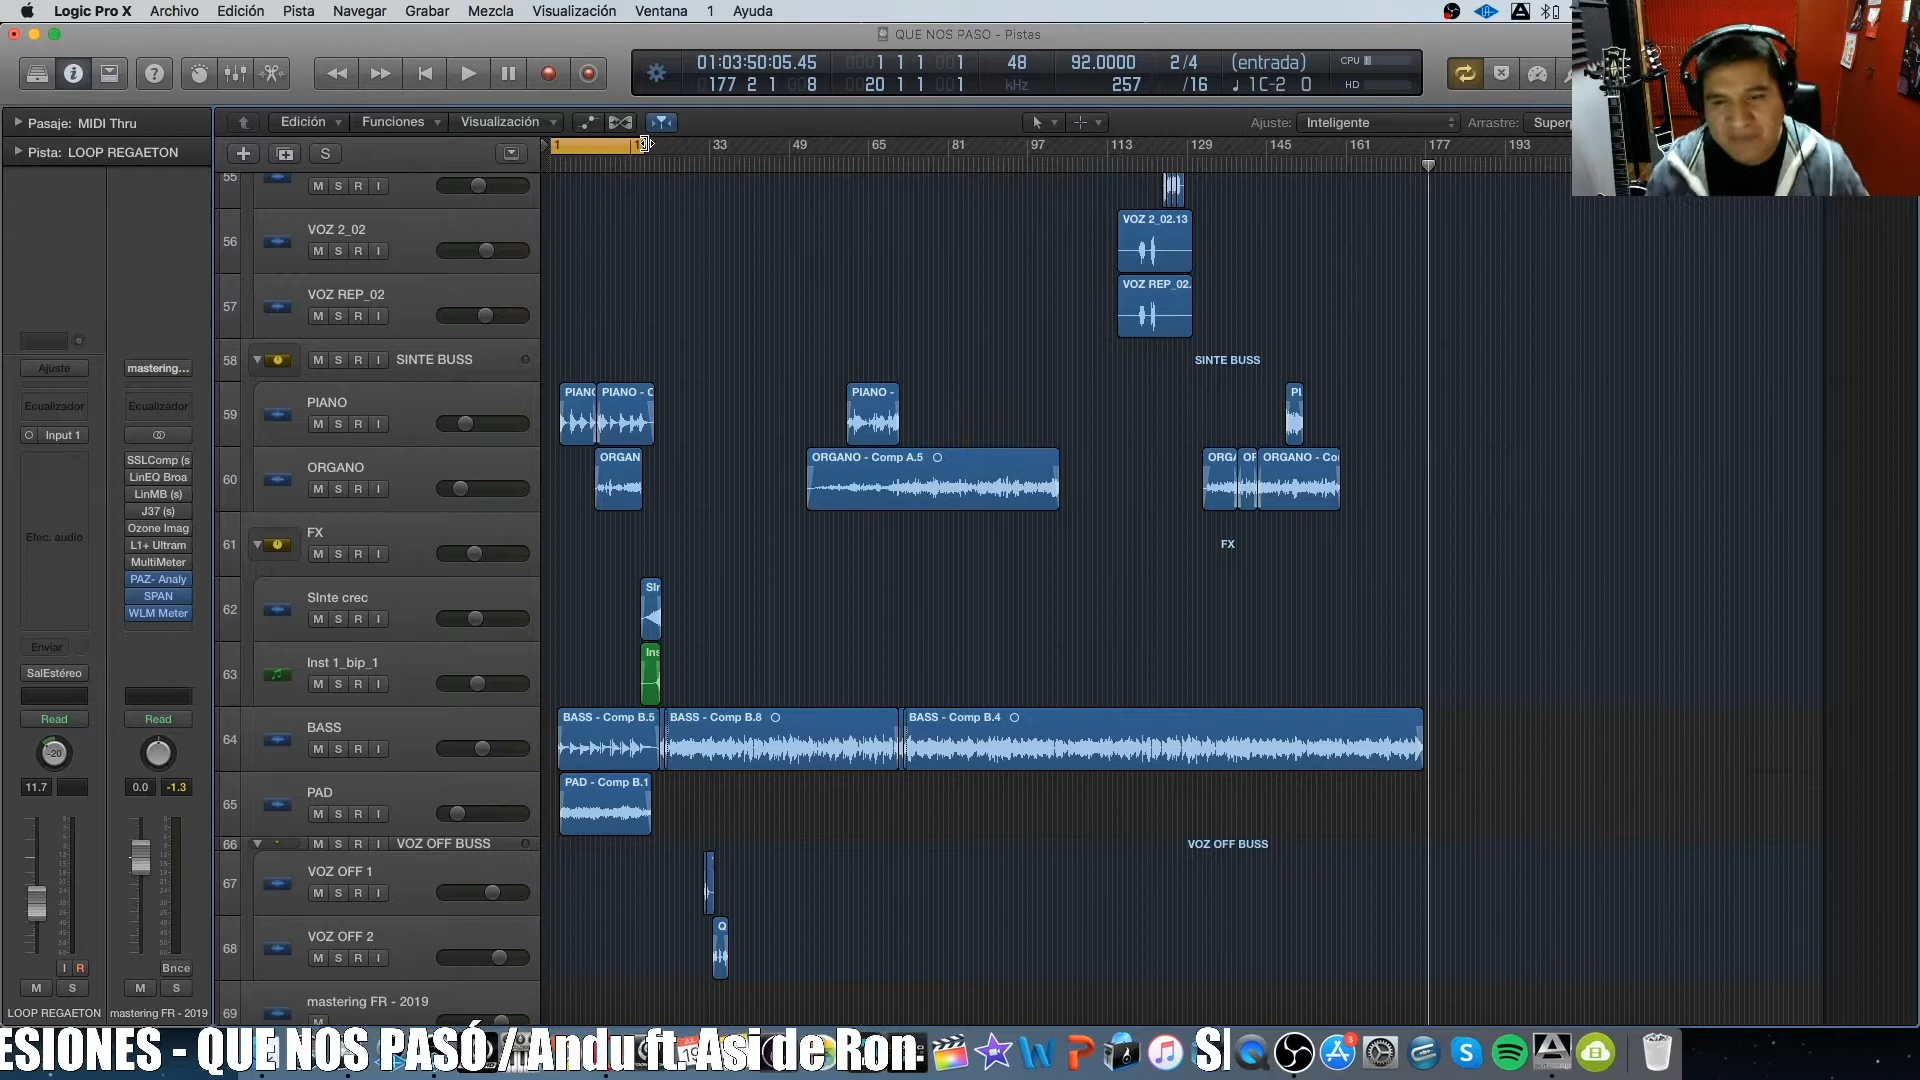 Logic Pro X Archivo Edición Pista Navegar Grabar Mezcla Visualización Ventana 1 Ayuda
QUE NOS PASO - Pistas
01:03:50:05.45 1 1 1 1 48 92.0000 2/4 (entrada) CPU
177 2 1 8 20 1 1 1 kHz 257 /16 1C-2 0 HD
Pasaje: MIDI Thru
Pista: LOOP REGAETON
Edición Funciones Visualización Ajuste: Inteligente Arrastre:
S
1 33 49 65 81 97 113 129 145 161 177 193
55
M S R I
56 VOZ 2_02
M S R I
VOZ 2_02.13
57 VOZ REP_02
M S R I
VOZ REP_02.
58 M S R I SINTE BUSS
SINTE BUSS
59 PIANO
M S R I
PIANO PIANO - C PIANO - PI
60 ORGANO
M S R I
ORGAN ORGANO - Comp A.5 ORGA OR ORGANO - Co
61 FX
M S R I
FX
62 SInte crec
M S R I
SIn
63 Inst 1_bip_1
M S R I
Ins
64 BASS
M S R I
BASS - Comp B.5 BASS - Comp B.8 BASS - Comp B.4
65 PAD
M S R I
PAD - Comp B.1
66 M S R I VOZ OFF BUSS
VOZ OFF BUSS
67 VOZ OFF 1
M S R I
68 VOZ OFF 2
M S R I
Q
69 mastering FR - 2019
M
Ajuste mastering...
Ecualizador Ecualizador
Input 1
SSLComp (s
LinEQ Broa
LinMB (s)
J37 (s)
Ozone Imag
Efec. audio
L1+ Ultram
MultiMeter
PAZ- Analy
SPAN
WLM Meter
Enviar
SalEstéreo
Read Read
-20
11.7 0.0 -1.3
I R Bnce
M S M S
LOOP REGAETON mastering FR - 2019
ESIONES - QUE NOS PASÓ / Andu ft. Asi de Ron. SI